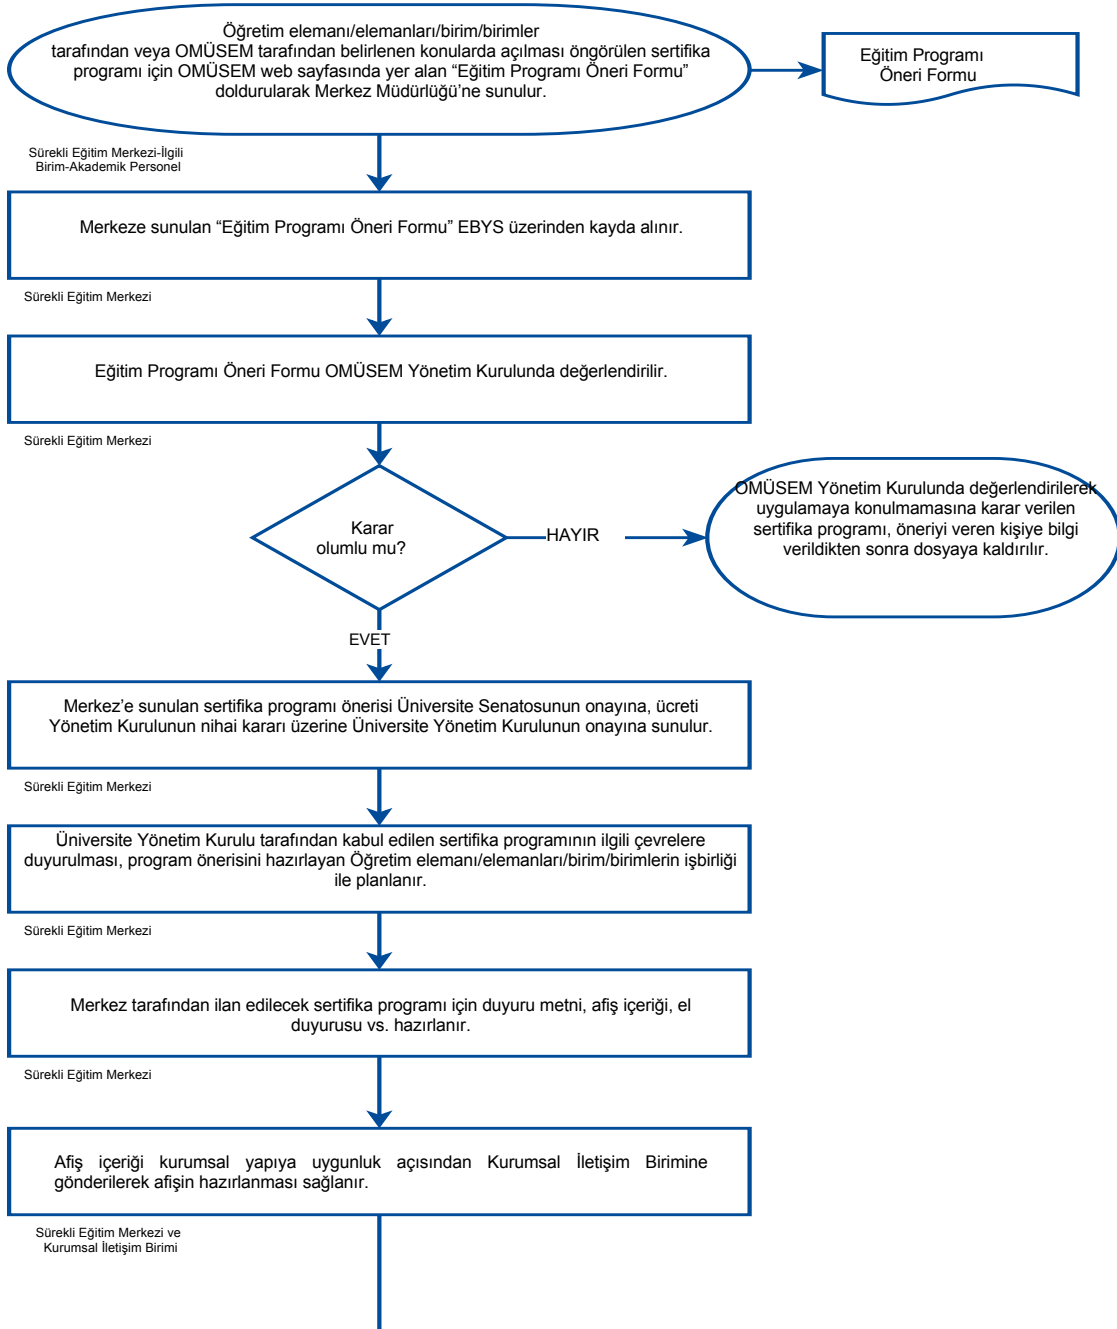 Öğretim elemanı/elemanları/birim/birimler
tarafından veya OMÜSEM tarafından belirlenen konularda açılması öngörülen sertifika
programı için OMÜSEM web sayfasında yer alan “Eğitim Programı Öneri Formu”
doldurularak Merkez Müdürlüğü’ne sunulur.
Eğitim Programı
Öneri Formu
Sürekli Eğitim Merkezi-İlgili
Birim-Akademik Personel
Merkeze sunulan “Eğitim Programı Öneri Formu” EBYS üzerinden kayda alınır.
Sürekli Eğitim Merkezi
Eğitim Programı Öneri Formu OMÜSEM Yönetim Kurulunda değerlendirilir.
Sürekli Eğitim Merkezi
Karar
olumlu mu?
HAYIR
OMÜSEM Yönetim Kurulunda değerlendirilerek
uygulamaya konulmamasına karar verilen
sertifika programı, öneriyi veren kişiye bilgi
verildikten sonra dosyaya kaldırılır.
EVET
Merkez’e sunulan sertifika programı önerisi Üniversite Senatosunun onayına, ücreti
Yönetim Kurulunun nihai kararı üzerine Üniversite Yönetim Kurulunun onayına sunulur.
Sürekli Eğitim Merkezi
Üniversite Yönetim Kurulu tarafından kabul edilen sertifika programının ilgili çevrelere
duyurulması, program önerisini hazırlayan Öğretim elemanı/elemanları/birim/birimlerin işbirliği
ile planlanır.
Sürekli Eğitim Merkezi
Merkez tarafından ilan edilecek sertifika programı için duyuru metni, afiş içeriği, el
duyurusu vs. hazırlanır.
Sürekli Eğitim Merkezi
Afiş içeriği kurumsal yapıya uygunluk açısından Kurumsal İletişim Birimine
gönderilerek afişin hazırlanması sağlanır.
Sürekli Eğitim Merkezi ve
Kurumsal İletişim Birimi